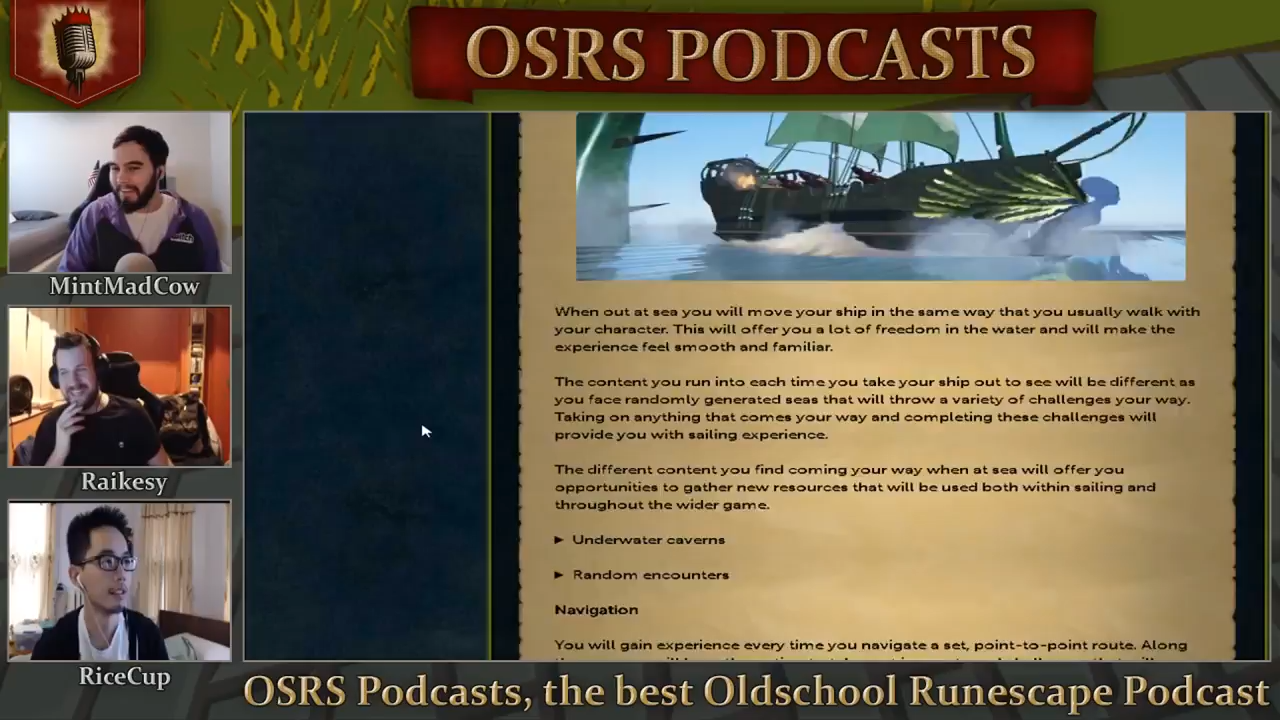 OSRS PODCASTS
MintMadCow
Raikesy
RiceCup
When out at sea you will move your ship in the same way that you usually walk with
your character. This will offer you a lot of freedom in the water and will make the
experience feel smooth and familiar.
The content you run into each time you take your ship out to see will be different as
you face randomly generated seas that will throw a variety of challenges your way.
Taking on anything that comes your way and completing these challenges will
provide you with sailing experience.
The different content you find coming your way when at sea will offer you
opportunities to gather new resources that will be used both within sailing and
throughout the wider game.
► Underwater caverns
► Random encounters
Navigation
You will gain experience every time you navigate a set, point-to-point route. Along
OSRS Podcasts, the best Oldschool Runescape Podcast